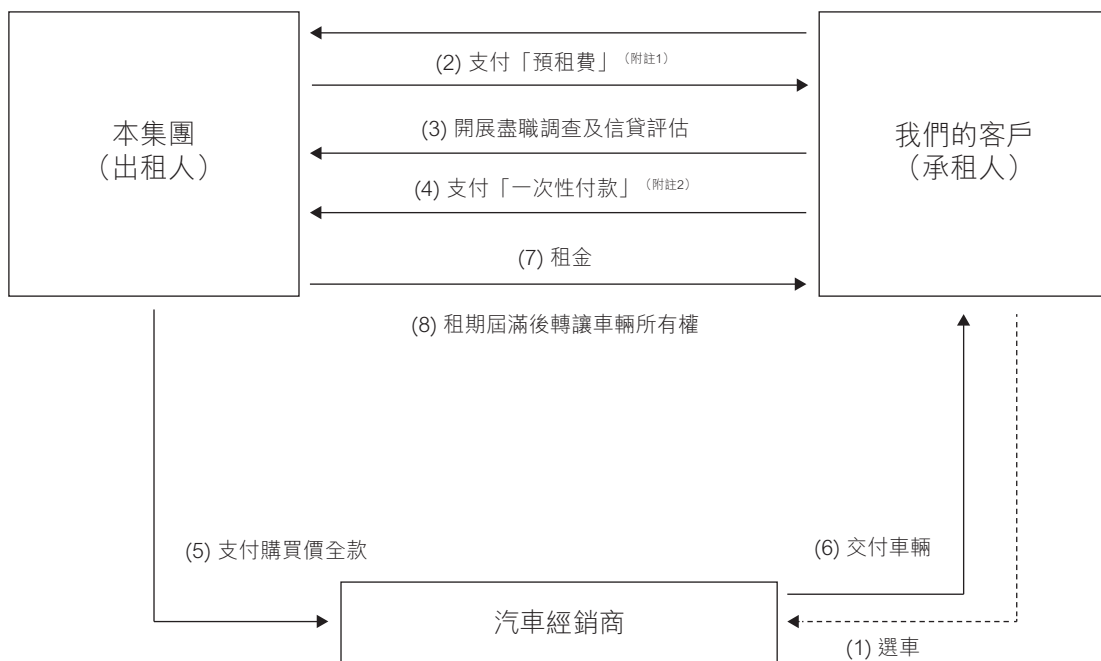 (2) 支付「預租費」（附註1）
(3) 開展盡職調查及信貸評估
本集團
（出租人）
我們的客戶
（承租人）
(4) 支付「一次性付款」（附註2）
(7) 租金
(8) 租期屆滿後轉讓車輛所有權
(5) 支付購買價全款
(6) 交付車輛
汽車經銷商
(1) 選車